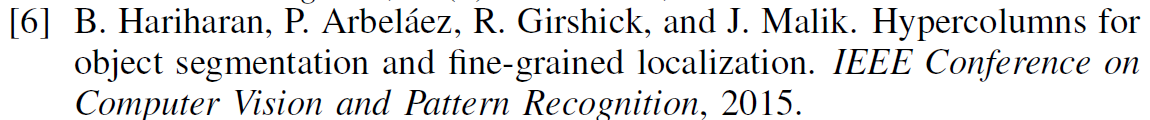 [6] B. Hariharan, P. Arbeláez, R. Girshick, and J. Malik. Hypercolumns for
object segmentation and fine-grained localization. IEEE Conference on
Computer Vision and Pattern Recognition, 2015.